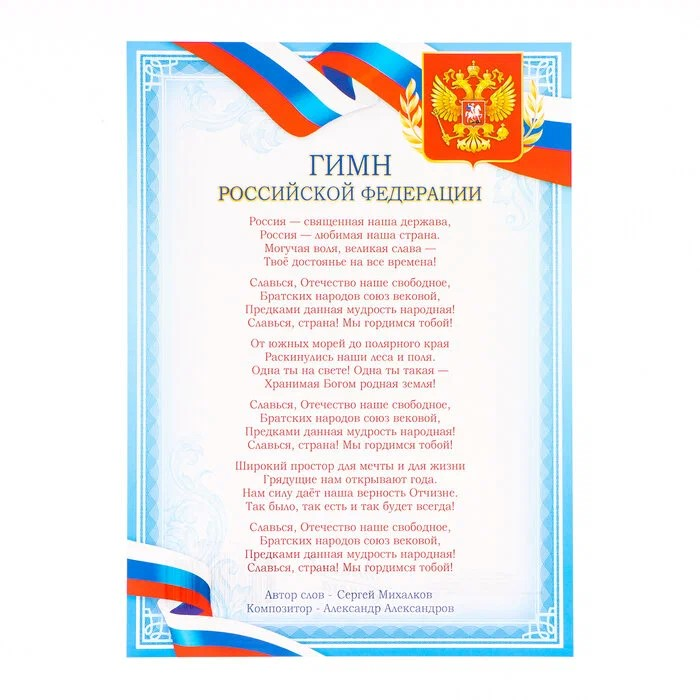 ГИМН
РОССИЙСКОЙ ФЕДЕРАЦИИ
Россия — священная наша держава,
Россия — любимая наша страна.
Могучая воля, великая слава —
Твоё достоянье на все времена!
Славься, Отечество наше свободное,
Братских народов союз вековой,
Предками данная мудрость народная!
Славься, страна! Мы гордимся тобой!
От южных морей до полярного края
Раскинулись наши леса и поля.
Одна ты на свете! Одна ты такая —
Хранимая Богом родная земля!
Славься, Отечество наше свободное,
Братских народов союз вековой,
Предками данная мудрость народная!
Славься, страна! Мы гордимся тобой!
Широкий простор для мечты и для жизни
Грядущие нам открывают года.
Нам силу даёт наша верность Отчизне.
Так было, так есть и так будет всегда!
Славься, Отечество наше свободное,
Братских народов союз вековой,
Предками данная мудрость народная!
Славься, страна! Мы гордимся тобой!
Автор слов - Сергей Михалков
Композитор - Александр Александров